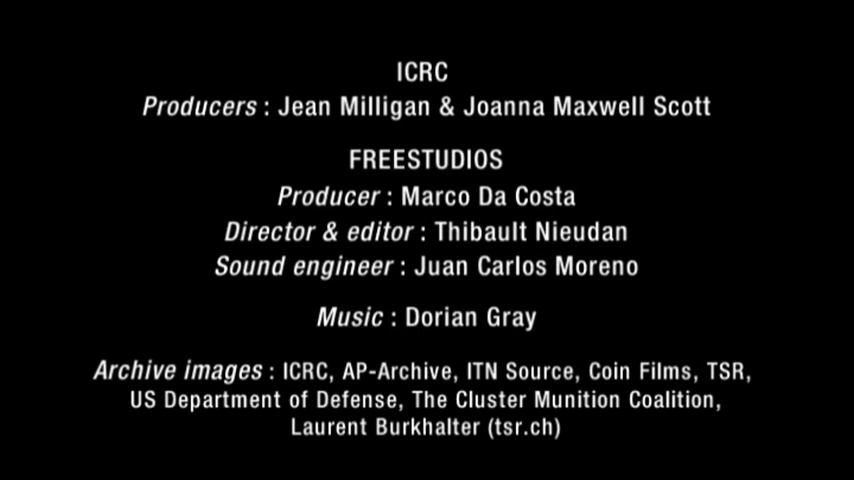 ICRC
Producers : Jean Milligan & Joanna Maxwell Scott
FREESTUDIOS
Producer : Marco Da Costa
Director & editor : Thibault Nieudan
Sound engineer : Juan Carlos Moreno
Music : Dorian Gray
Archive images : ICRC, AP-Archive, ITN Source, Coin Films, TSR,
US Department of Defense, The Cluster Munition Coalition,
Laurent Burkhalter (tsr.ch)